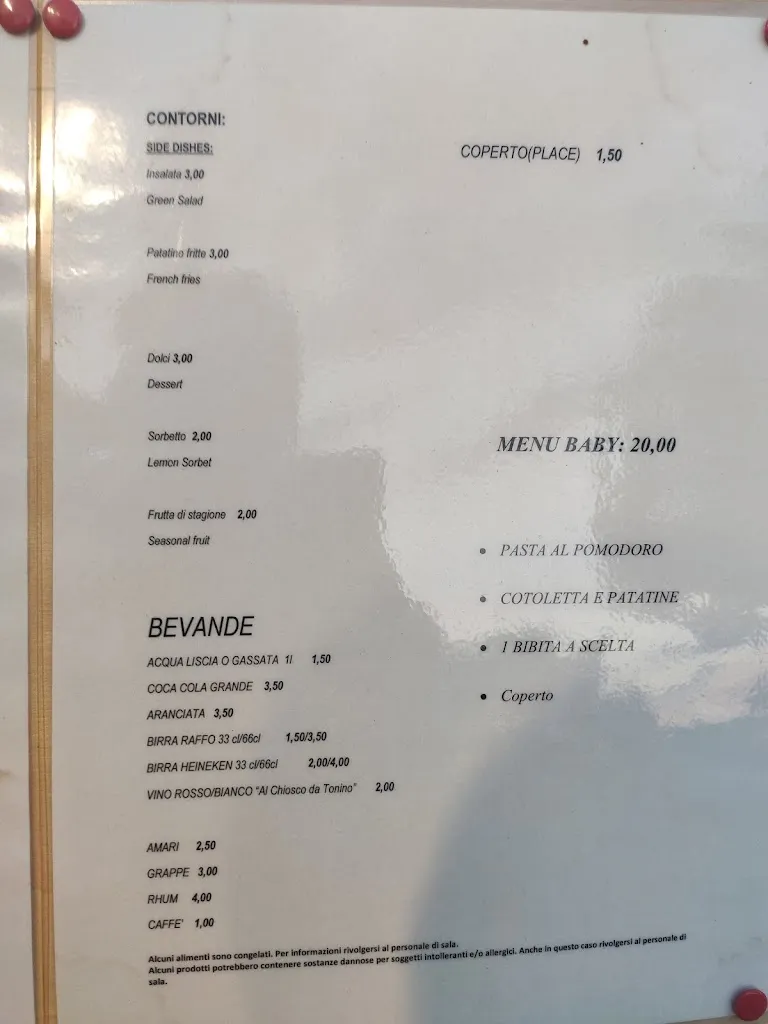 CONTORNI:
SIDE DISHES:
Insalata 3,00
Green Salad
Patatine fritte 3,00
French fries
Dolci 3,00
Dessert
Sorbetto 2,00
Lemon Sorbet
Frutta di stagione 2,00
Seasonal fruit
BEVANDE
ACQUA LISCIA O GASSATA 1l 1,50
COCA COLA GRANDE 3,50
ARANCIATA 3,50
BIRRA RAFFO 33 cl/66cl 1,50/3,50
BIRRA HEINEKEN 33 cl/66cl 2,00/4,00
VINO ROSSO/BIANCO "Al Chiosco da Tonino" 2,00
AMARI 2,50
GRAPPE 3,00
RHUM 4,00
CAFFE' 1,00
COPERTO(PLACE) 1,50
MENU BABY: 20,00
• PASTA AL POMODORO
• COTOLETTA E PATATINE
• 1 BIBITA A SCELTA
• Coperto
Alcuni alimenti sono congelati. Per informazioni rivolgersi al personale di sala.
Alcuni prodotti potrebbero contenere sostanze dannose per soggetti intolleranti e/o allergici. Anche in questo caso rivolgersi al personale di
sala.